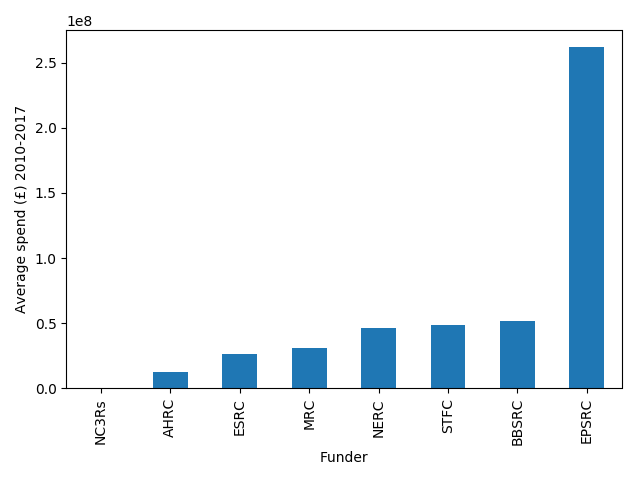 1e8
2.5
2.0
1.5
1.0
0.5
0.0
Average spend (£) 2010-2017
NC3Rs
AHRC
ESRC
MRC
NERC
STFC
BBSRC
EPSRC
Funder